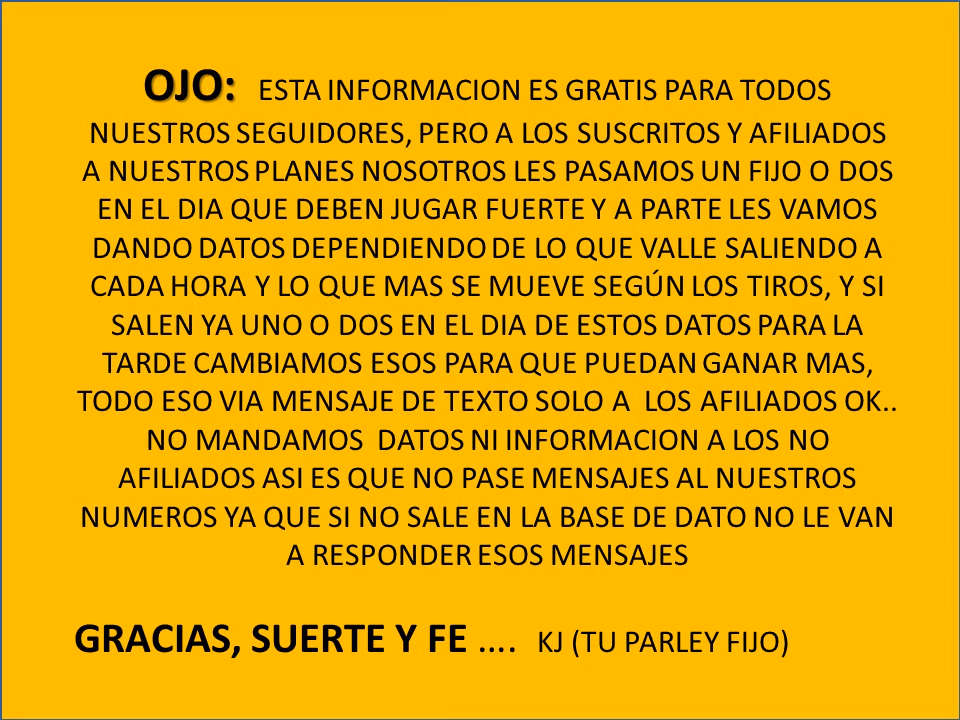 OJO: ESTA INFORMACION ES GRATIS PARA TODOS
NUESTROS SEGUIDORES, PERO A LOS SUSCRITOS Y AFILIADOS
A NUESTROS PLANES NOSOTROS LES PASAMOS UN FIJO O DOS
EN EL DIA QUE DEBEN JUGAR FUERTE Y A PARTE LES VAMOS
DANDO DATOS DEPENDIENDO DE LO QUE VALLE SALIENDO A
CADA HORA Y LO QUE MAS SE MUEVE SEGÚN LOS TIROS, Y SI
SALEN YA UNO O DOS EN EL DIA DE ESTOS DATOS PARA LA
TARDE CAMBIAMOS ESOS PARA QUE PUEDAN GANAR MAS,
TODO ESO VIA MENSAJE DE TEXTO SOLO A LOS AFILIADOS OK..
NO MANDAMOS DATOS NI INFORMACION A LOS NO
AFILIADOS ASI ES QUE NO PASE MENSAJES AL NUESTROS
NUMEROS YA QUE SI NO SALE EN LA BASE DE DATO NO LE VAN
A RESPONDER ESOS MENSAJES
GRACIAS, SUERTE Y FE .... KJ (TU PARLEY FIJO)